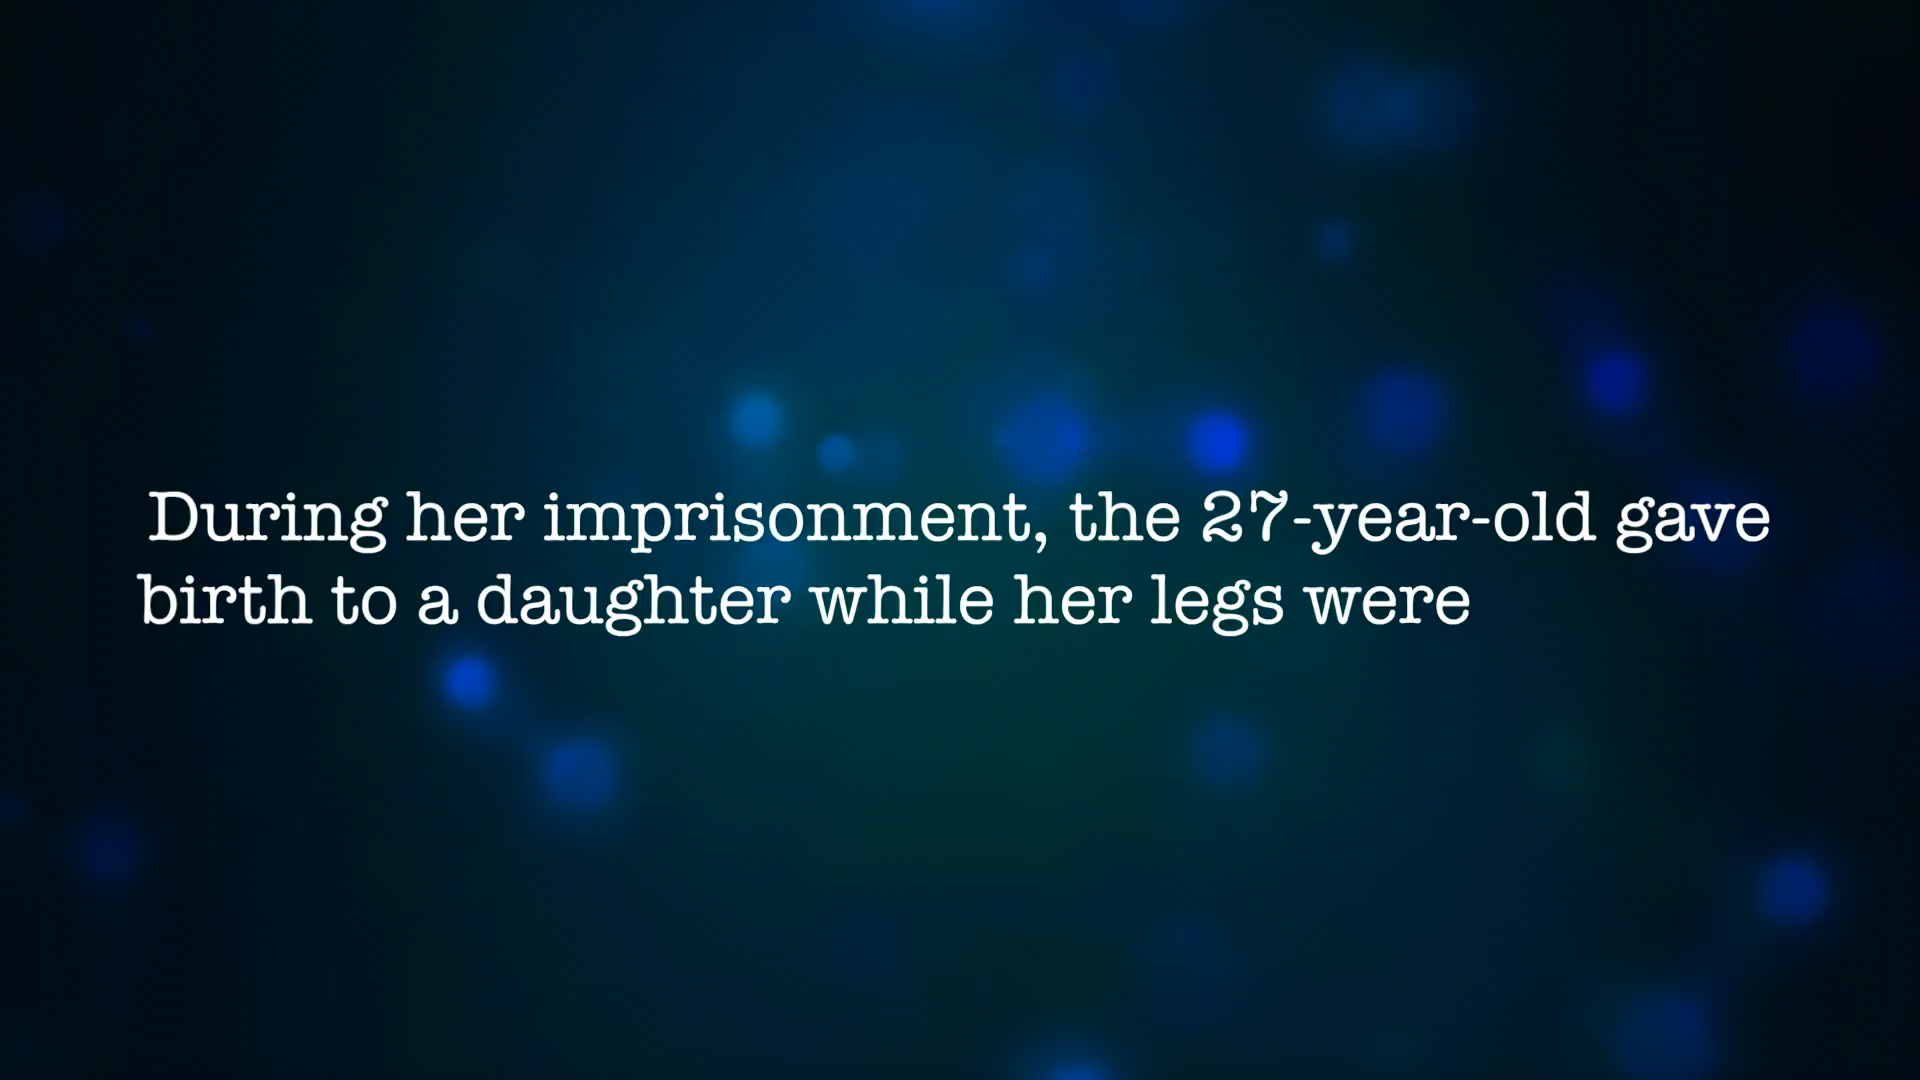 During her imprisonment, the 27-year-old gave
birth to a daughter while her legs were